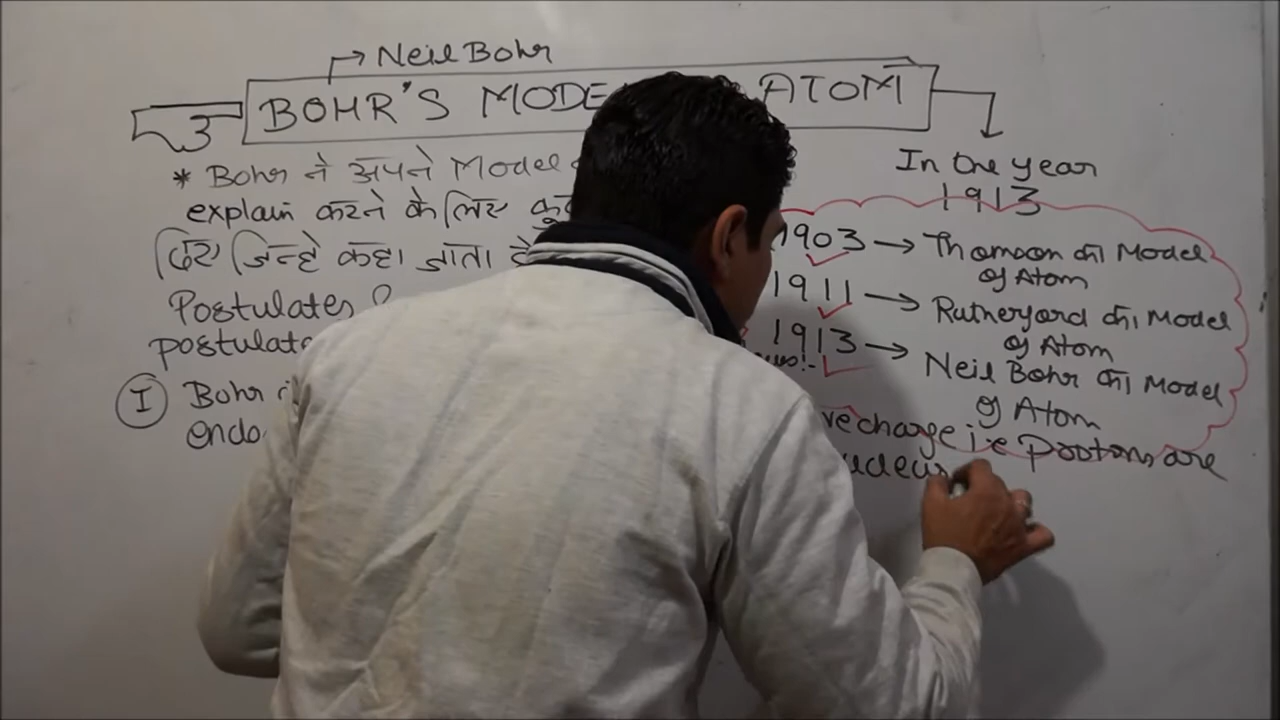 Neil Bohr
BOHR'S MODE ATOM
3
In the year
1913
* Bohr ने अपने Model
explain करने के लिए
दिए जिन्हे कहा जाता
Postulates
postulate
1903 → Thomson का Model
of Atom
1911 → Rutherford का Model
of Atom
1913 → Neil Bohr का Model
of Atom
I Bohr
endo
ve charge i.e Protons are